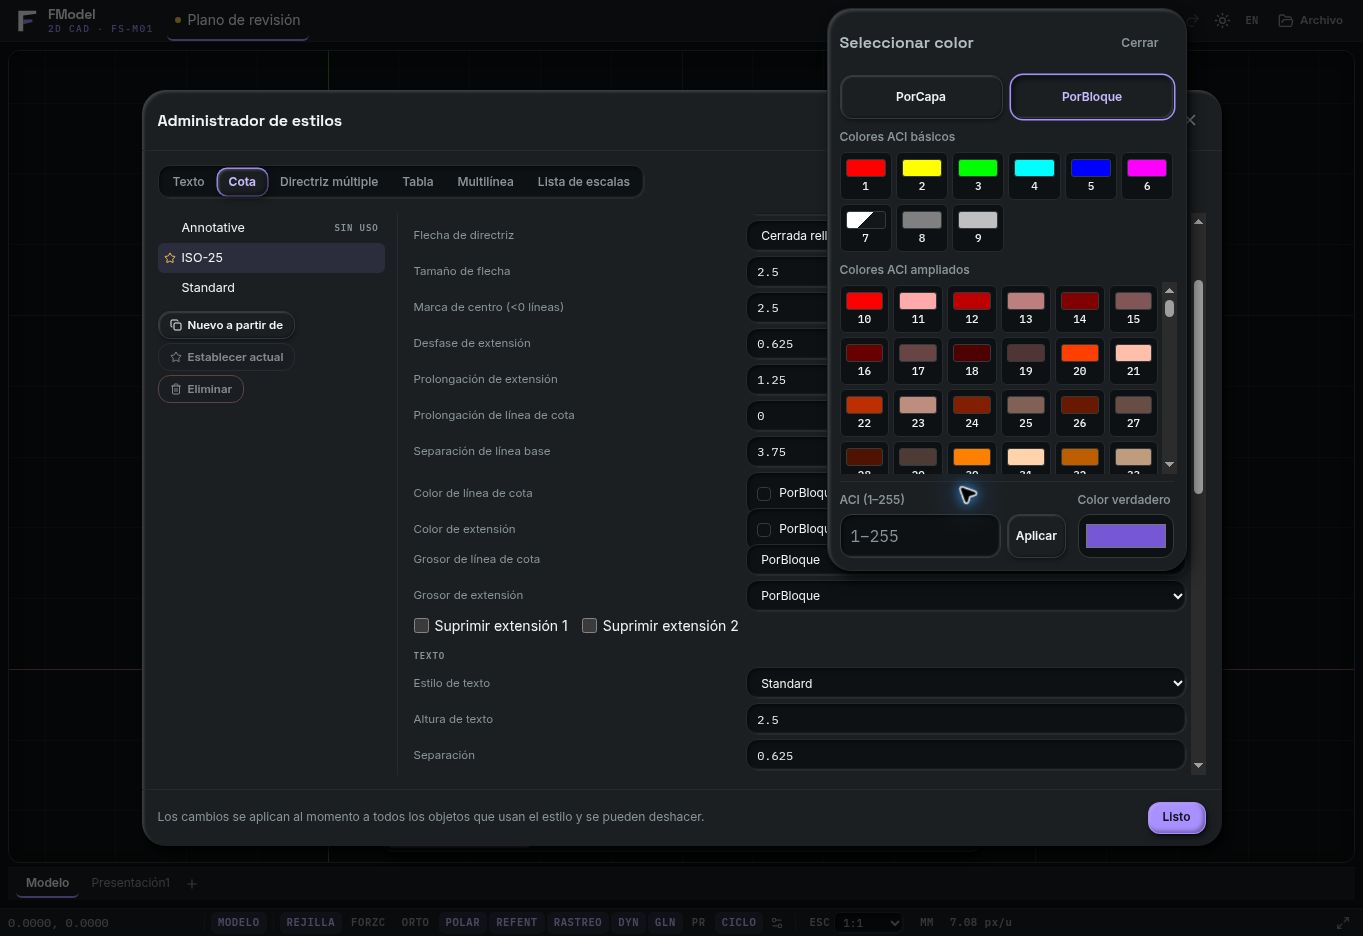 FModel
2D CAD · FS-M01
Plano de revisión
EN
Archivo
Administrador de estilos
Texto
Cota
Directriz múltiple
Tabla
Multilínea
Lista de escalas
Annotative
SIN USO
ISO-25
Standard
Nuevo a partir de
Establecer actual
Eliminar
Flecha de directriz
Tamaño de flecha
2.5
Marca de centro (<0 líneas)
2.5
Desfase de extensión
0.625
Prolongación de extensión
1.25
Prolongación de línea de cota
0
Separación de línea base
3.75
Color de línea de cota
Color de extensión
Grosor de línea de cota
PorBloque
Grosor de extensión
PorBloque
Suprimir extensión 1
Suprimir extensión 2
TEXTO
Estilo de texto
Standard
Altura de texto
2.5
Separación
0.625
Los cambios se aplican al momento a todos los objetos que usan el estilo y se pueden deshacer.
Listo
Seleccionar color
Cerrar
PorCapa
PorBloque
Colores ACI básicos
1 2 3 4 5 6
7 8 9
Colores ACI ampliados
10 11 12 13 14 15
16 17 18 19 20 21
22 23 24 25 26 27
ACI (1–255)
Color verdadero
1–255
Aplicar
Modelo
Presentación1
0.0000, 0.0000
MODELO
REJILLA
FORZC
ORTO
POLAR
REFENT
RASTREO
DYN
GLN
PR
CICLO
ESC
1:1
MM
7.08 px/u